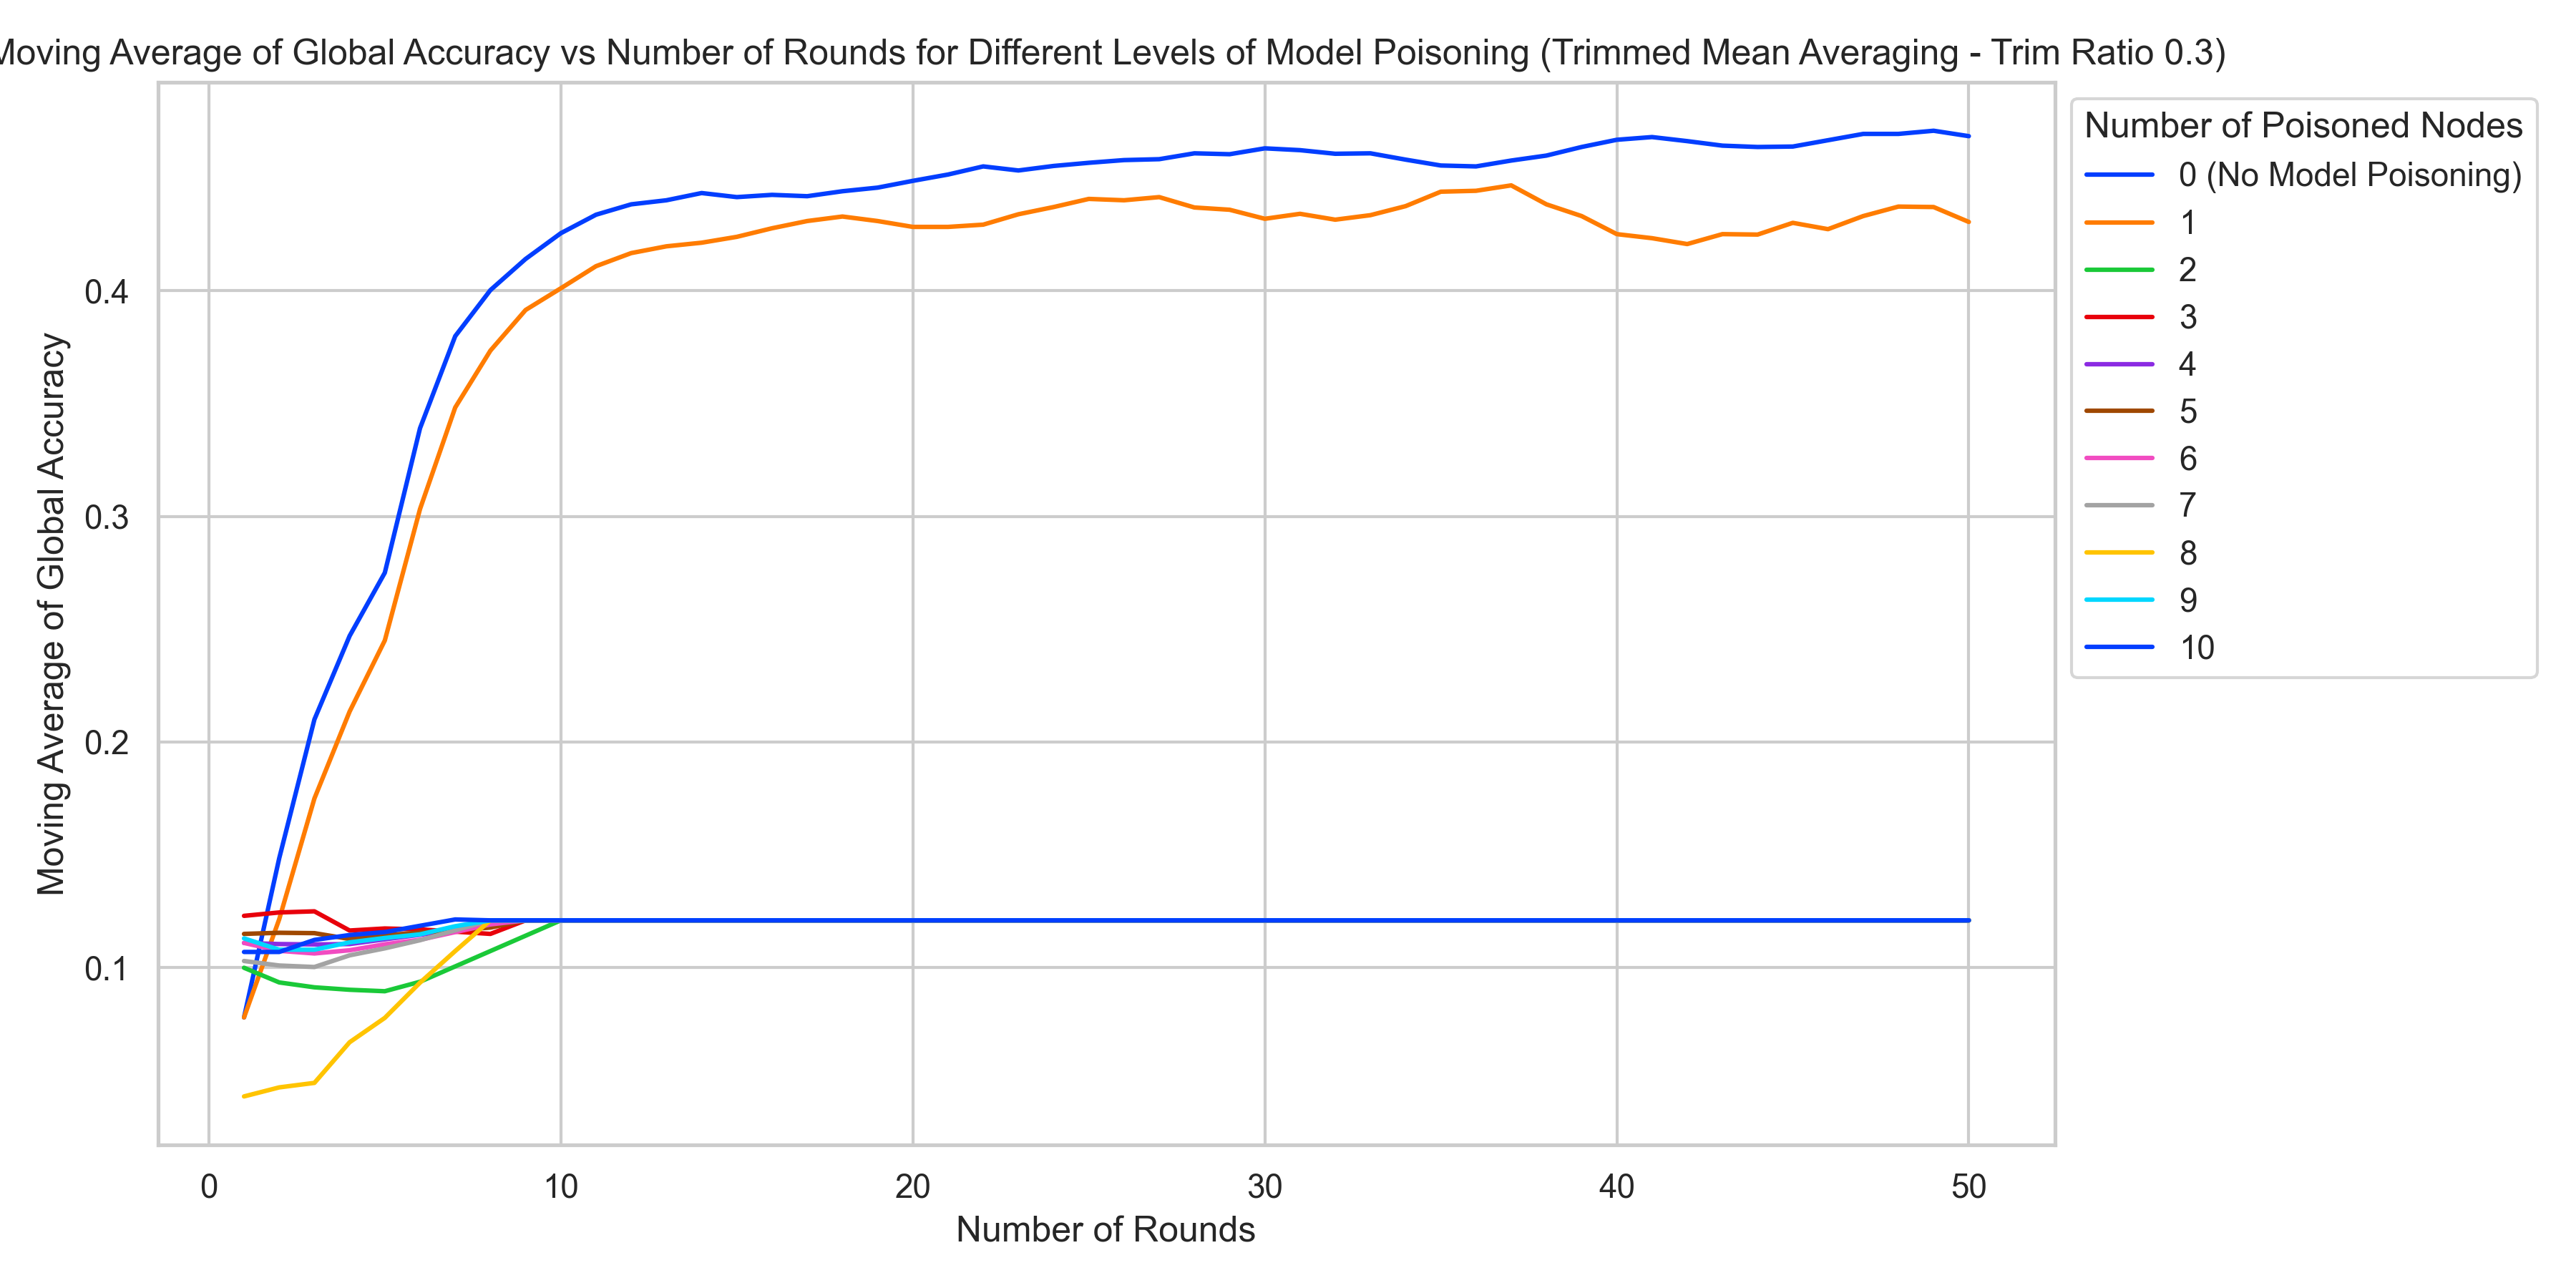 Moving Average of Global Accuracy vs Number of Rounds for Different Levels of Model Poisoning (Trimmed Mean Averaging - Trim Ratio 0.3)
Moving Average of Global Accuracy
0.4
0.3
0.2
0.1
0 10 20 30 40 50
Number of Rounds
Number of Poisoned Nodes
0 (No Model Poisoning)
1
2
3
4
5
6
7
8
9
10